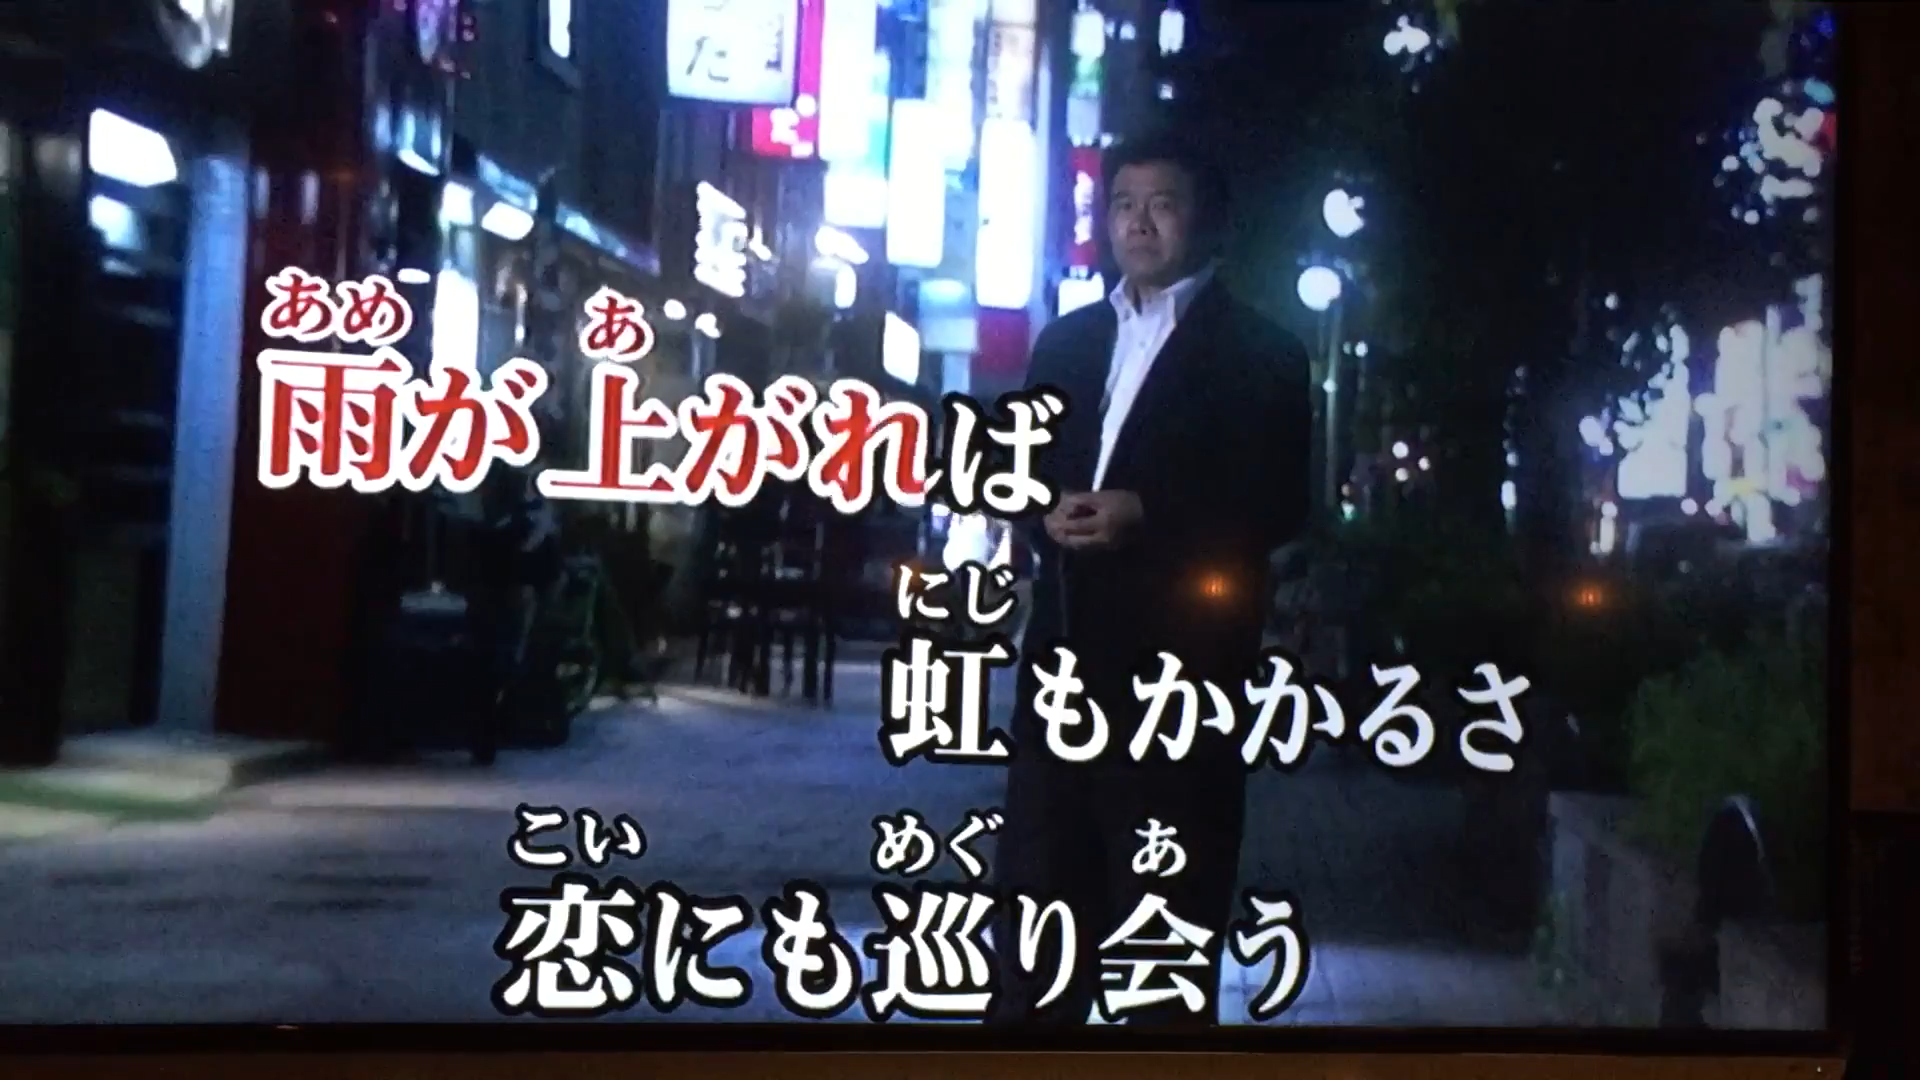 た
あめ あ
雨が上がれば
にじ
虹もかかるさ
こい めぐ あ
恋にも巡り会う